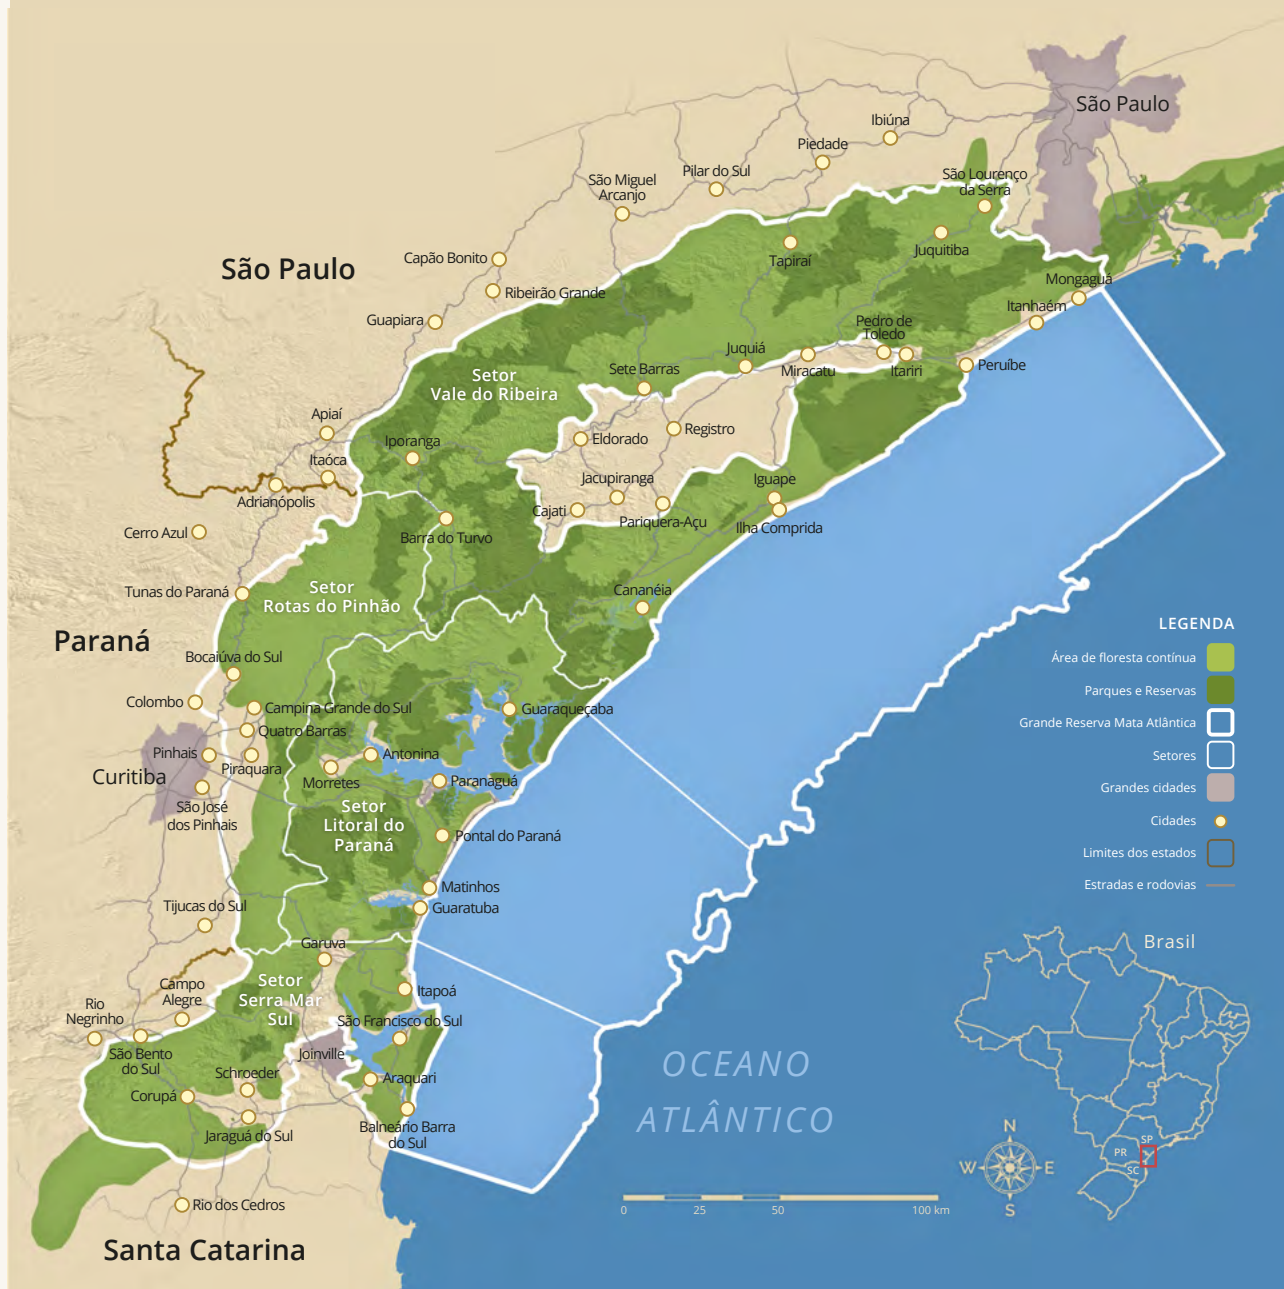 São Paulo
Ibiúna
Piedade
Pilar do Sul
São Miguel
Arcanjo
São Lourenço
da Serra
Juquitiba
Tapiraí
Capão Bonito
São Paulo
Ribeirão Grande
Mongaguá
Itanhaém
Guapiara
Pedro de
Toledo
Juquiá
Miracatu
Itariri
Peruíbe
Sete Barras
Setor
Vale do Ribeira
Apiaí
Iporanga
Eldorado
Registro
Itaóca
Jacupiranga
Iguape
Adrianópolis
Cajati
Pariquera-Açu
Ilha Comprida
Cerro Azul
Barra do Turvo
Tunas do Paraná
Setor
Rotas do Pinhão
Cananéia
Paraná
Bocaiúva do Sul
Colombo
Campina Grande do Sul
Guaraqueçaba
Quatro Barras
Pinhais
Piraquara
Antonina
Curitiba
Morretes
Paranaguá
São José
dos Pinhais
Setor
Litoral do
Paraná
Pontal do Paraná
Matinhos
Guaratuba
Tijucas do Sul
Garuva
Campo
Alegre
Setor
Serra Mar
Sul
Itapoá
Rio
Negrinho
São Francisco do Sul
São Bento
do Sul
Joinville
Schroeder
Araquari
Corupá
Jaraguá do Sul
Balneário Barra
do Sul
Rio dos Cedros
Santa Catarina
LEGENDA
Área de floresta contínua
Parques e Reservas
Grande Reserva Mata Atlântica
Setores
Grandes cidades
Cidades
Limites dos estados
Estradas e rodovias
Brasil
SP
PR
SC
OCEANO
ATLÂNTICO
N
W
E
S
0
25
50
100 km